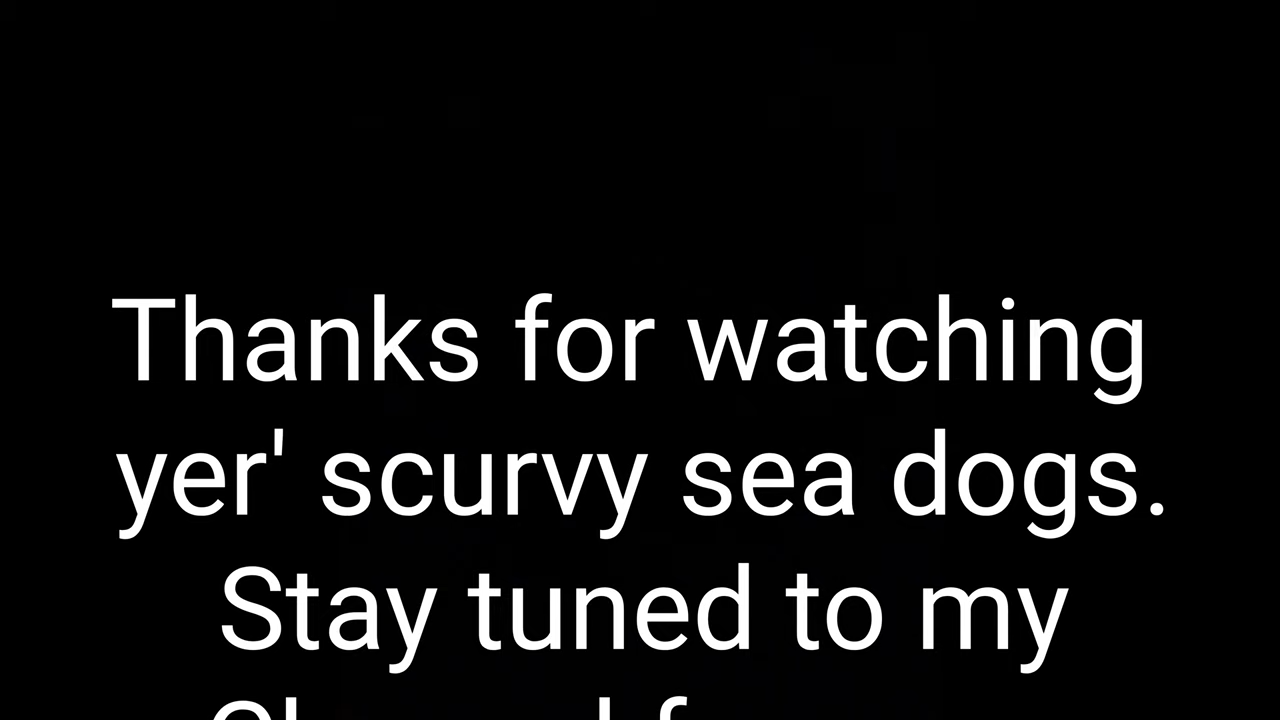 Thanks for watching
yer' scurvy sea dogs.
Stay tuned to my